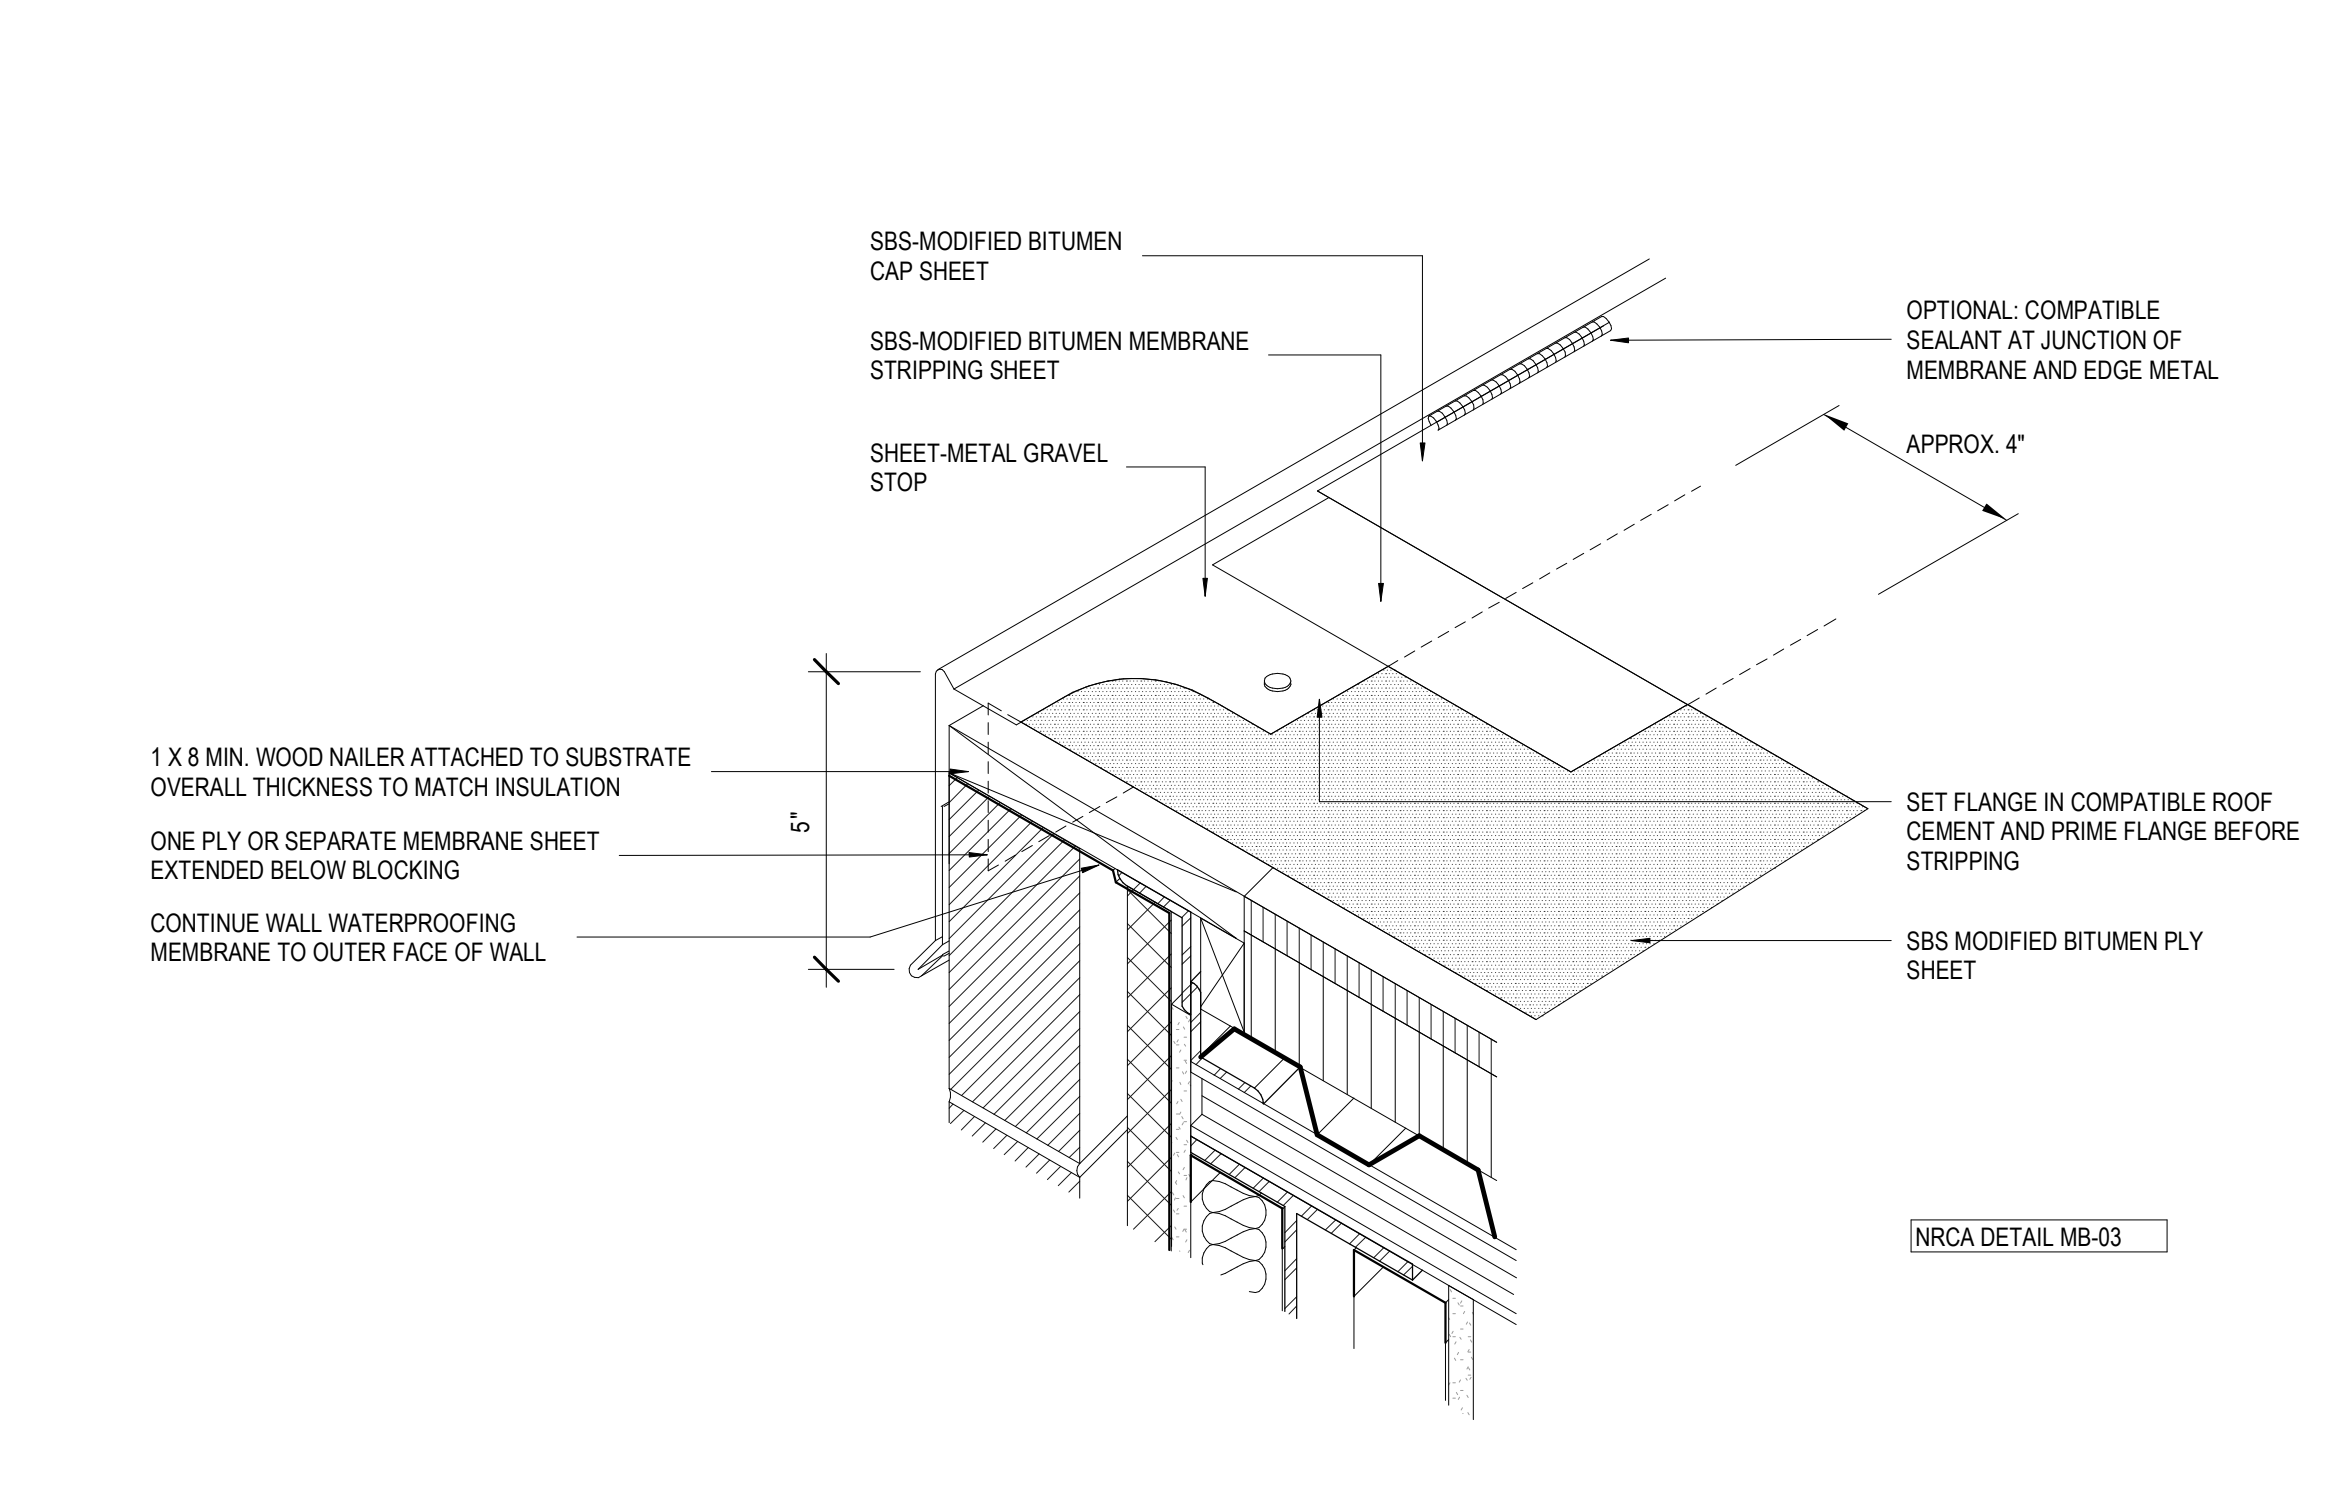 SBS-MODIFIED BITUMEN
CAP SHEET
SBS-MODIFIED BITUMEN MEMBRANE
STRIPPING SHEET
SHEET-METAL GRAVEL
STOP
1 X 8 MIN. WOOD NAILER ATTACHED TO SUBSTRATE
OVERALL THICKNESS TO MATCH INSULATION
ONE PLY OR SEPARATE MEMBRANE SHEET
EXTENDED BELOW BLOCKING
CONTINUE WALL WATERPROOFING
MEMBRANE TO OUTER FACE OF WALL
5"
OPTIONAL: COMPATIBLE
SEALANT AT JUNCTION OF
MEMBRANE AND EDGE METAL
APPROX. 4"
SET FLANGE IN COMPATIBLE ROOF
CEMENT AND PRIME FLANGE BEFORE
STRIPPING
SBS MODIFIED BITUMEN PLY
SHEET
NRCA DETAIL MB-03